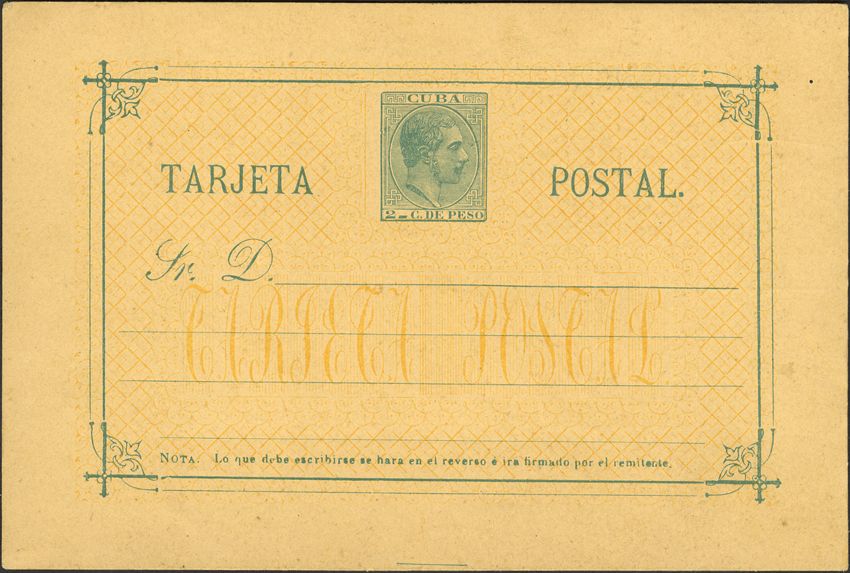 CUBA
TARJETA POSTAL.
2 C. DE PESO
Sr. D.
TARJETA POSTAL
NOTA. Lo que debe escribirse se hara en el reverso é ira firmado por el remitente.